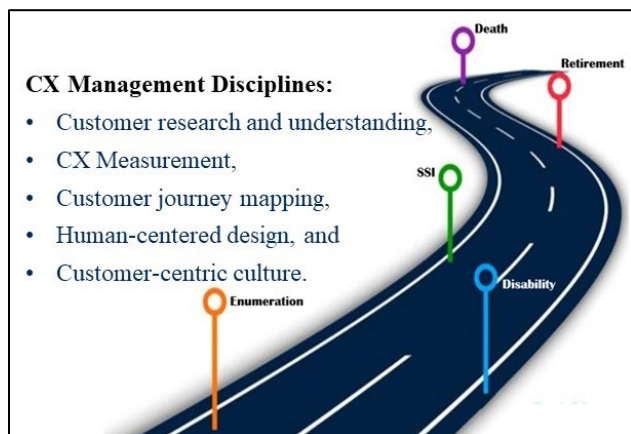 CX Management Disciplines:
• Customer research and understanding,
• CX Measurement,
• Customer journey mapping,
• Human-centered design, and
• Customer-centric culture.
Death
Retirement
SSI
Disability
Enumeration